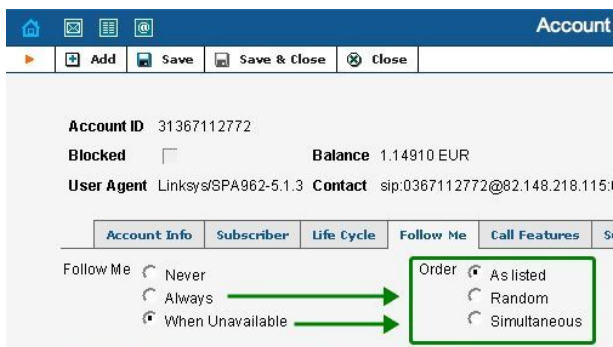 Account
Add Save Save & Close Close
Account ID 31367112772
Blocked Balance 1.14910 EUR
User Agent Linksys/SPA962-5.1.3 Contact sip:0367112772@82.148.218.115:
Account Info Subscriber Life Cycle Follow Me Call Features
Follow Me Never Order As listed
Always Random
When Unavailable Simultaneous